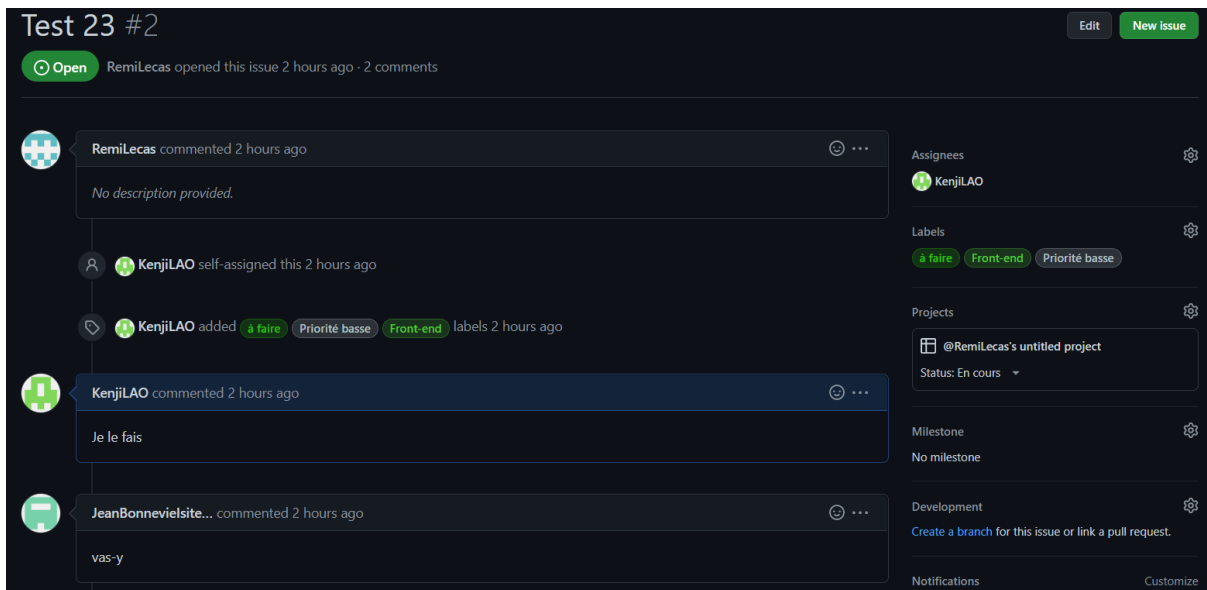 Test 23 #2
Edit
New issue
Open
RemiLecas opened this issue 2 hours ago · 2 comments
RemiLecas commented 2 hours ago
No description provided.
KenjiLAO self-assigned this 2 hours ago
KenjiLAO added à faire Priorité basse Front-end labels 2 hours ago
KenjiLAO commented 2 hours ago
Je le fais
JeanBonnevielsite... commented 2 hours ago
vas-y
Assignees
KenjiLAO
Labels
à faire Front-end Priorité basse
Projects
@RemiLecas's untitled project
Status: En cours
Milestone
No milestone
Development
Create a branch for this issue or link a pull request.
Notifications
Customize